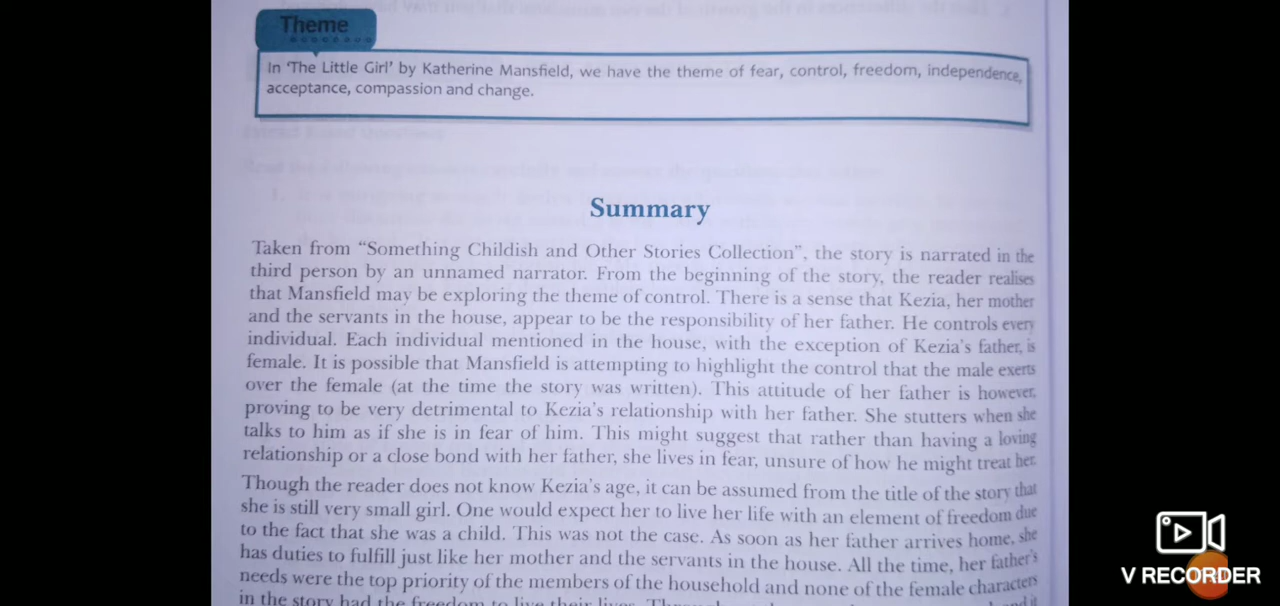 Theme
In 'The Little Girl' by Katherine Mansfield, we have the theme of fear, control, freedom, independence,
acceptance, compassion and change.
Summary
Taken from "Something Childish and Other Stories Collection", the story is narrated in the
third person by an unnamed narrator. From the beginning of the story, the reader realises
that Mansfield may be exploring the theme of control. There is a sense that Kezia, her mother
and the servants in the house, appear to be the responsibility of her father. He controls every
individual. Each individual mentioned in the house, with the exception of Kezia's father, is
female. It is possible that Mansfield is attempting to highlight the control that the male exerts
over the female (at the time the story was written). This attitude of her father is however,
proving to be very detrimental to Kezia's relationship with her father. She stutters when she
talks to him as if she is in fear of him. This might suggest that rather than having a loving
relationship or a close bond with her father, she lives in fear, unsure of how he might treat her.
Though the reader does not know Kezia's age, it can be assumed from the title of the story that
she is still very small girl. One would expect her to live her life with an element of freedom due
to the fact that she was a child. This was not the case. As soon as her father arrives home, she
has duties to fulfill just like her mother and the servants in the house. All the time, her father's
needs were the top priority of the members of the household and none of the female characters
in the story had the freedom to live their lives.
V RECORDER